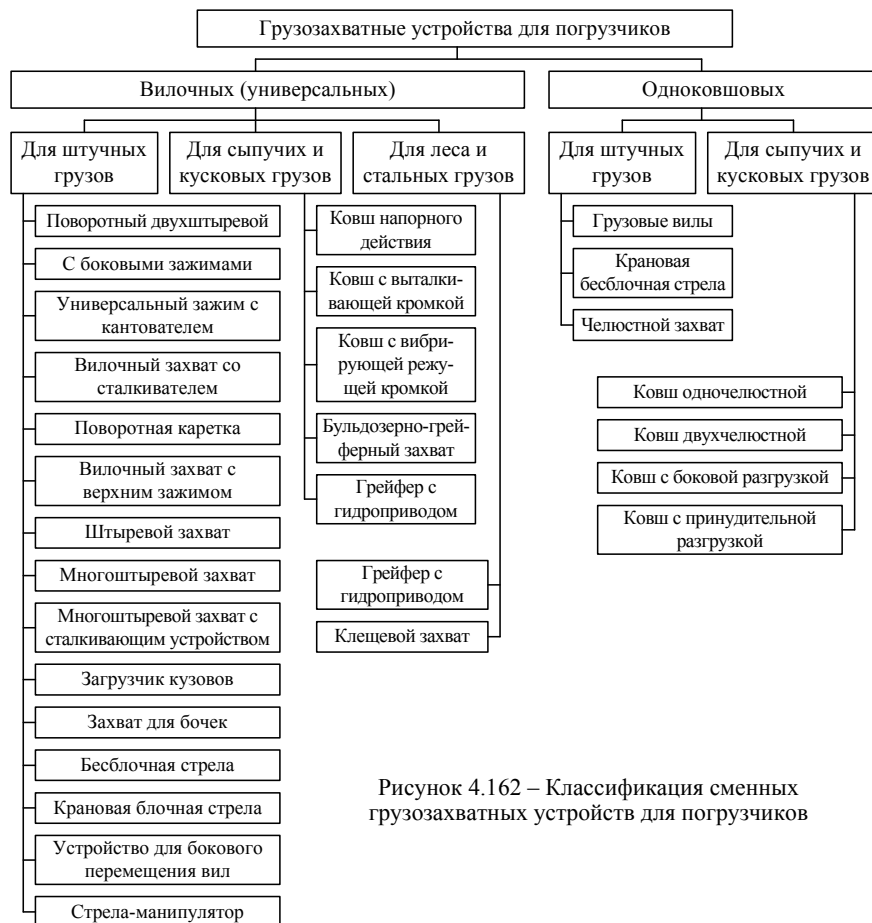 Грузозахватные устройства для погрузчиков
Вилочных (универсальных)
Одноковшовых
Для штучных
грузов
Для сыпучих и
кусковых грузов
Для леса и
стальных грузов
Для штучных
грузов
Для сыпучих и
кусковых грузов
Поворотный двухштыревой
С боковыми зажимами
Универсальный зажим с
кантователем
Вилочный захват со
сталкивателем
Поворотная каретка
Вилочный захват с
верхним зажимом
Штыревой захват
Многоштыревой захват
Многоштыревой захват с
сталкивающим устройством
Загрузчик кузовов
Захват для бочек
Бесблочная стрела
Крановая блочная стрела
Устройство для бокового
перемещения вил
Стрела-манипулятор
Ковш напорного
действия
Ковш с выталки-
вающей кромкой
Ковш с вибри-
рующей режу-
щей кромкой
Бульдозерно-грей-
ферный захват
Грейфер с
гидроприводом
Грейфер с
гидроприводом
Клещевой захват
Грузовые вилы
Крановая
бесблочная стрела
Челюстной захват
Ковш одночелюстной
Ковш двухчелюстной
Ковш с боковой разгрузкой
Ковш с принудительной
разгрузкой
Рисунок 4.162 – Классификация сменных
грузозахватных устройств для погрузчиков